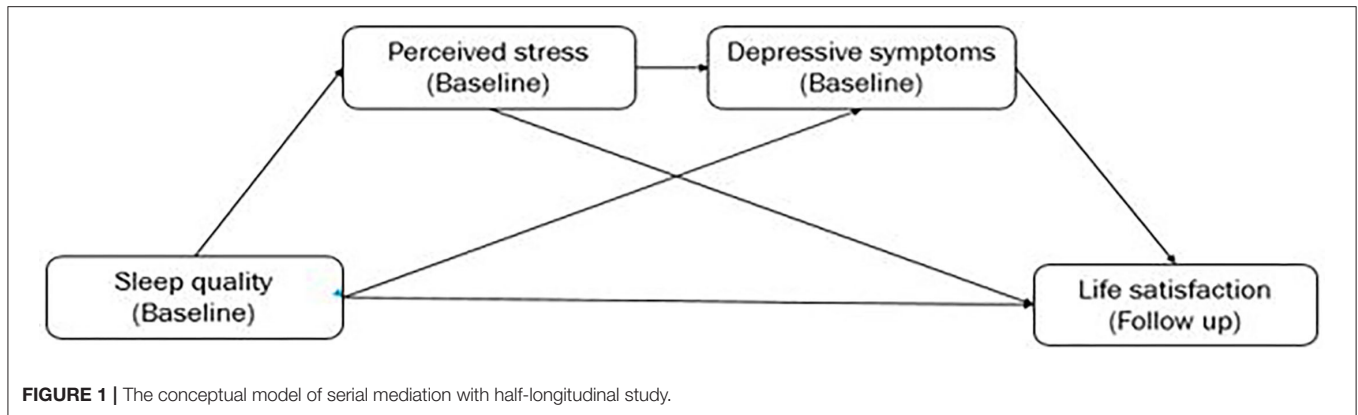 Perceived stress
(Baseline)
Depressive symptoms
(Baseline)
Sleep quality
(Baseline)
Life satisfaction
(Follow up)
FIGURE 1 | The conceptual model of serial mediation with half-longitudinal study.